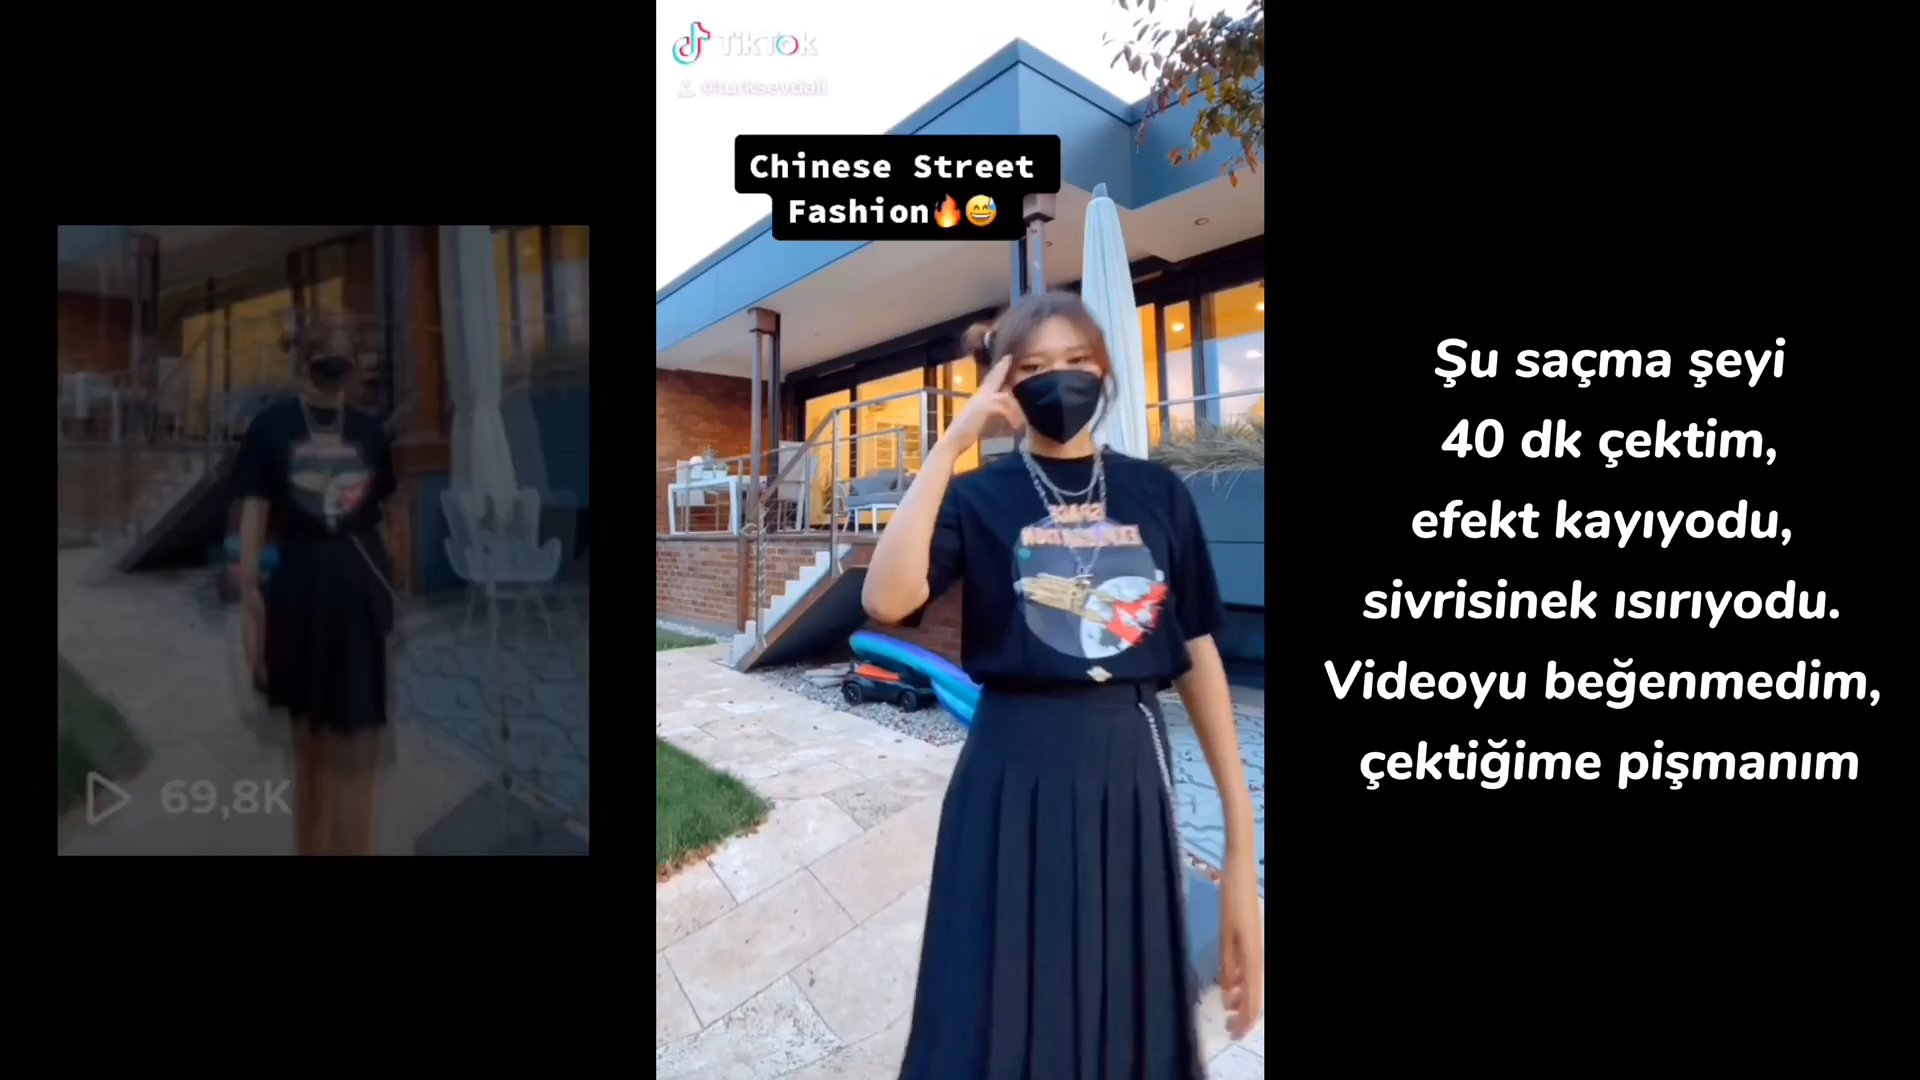 TikTok
@turksevdali
Chinese Street
Fashion🔥😅
69,8K
Şu saçma şeyi
40 dk çektim,
efekt kayıyodu,
sivrisinek ısırıyodu.
Videoyu beğenmedim,
çektiğime pişmanım